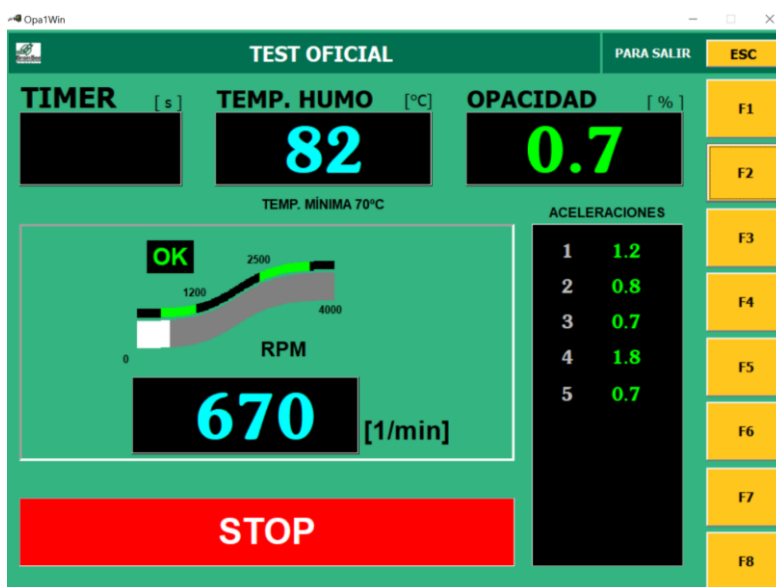 Opa1Win
TEST OFICIAL
PARA SALIR
ESC
TIMER [ s ]
TEMP. HUMO [ºC]
OPACIDAD [ % ]
82
0.7
TEMP. MÍNIMA 70ºC
ACELERACIONES
1 1.2
2 0.8
3 0.7
4 1.8
5 0.7
OK
2500
1200
4000
0
RPM
670 [1/min]
STOP
F1
F2
F3
F4
F5
F6
F7
F8